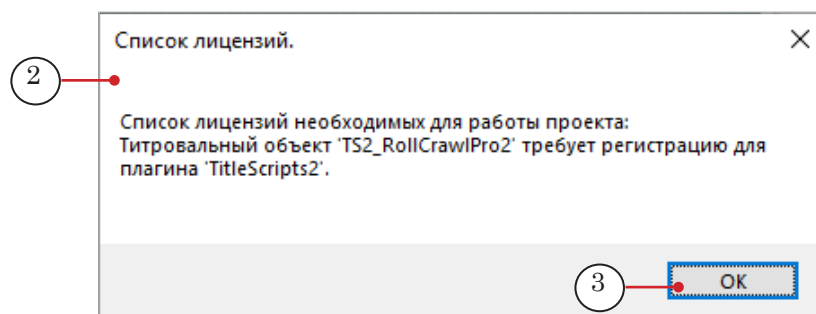 Список лицензий.
2
Список лицензий необходимых для работы проекта:
Титровальный объект 'TS2_RollCrawlPro2' требует регистрацию для
плагина 'TitleScripts2'.
3
OK